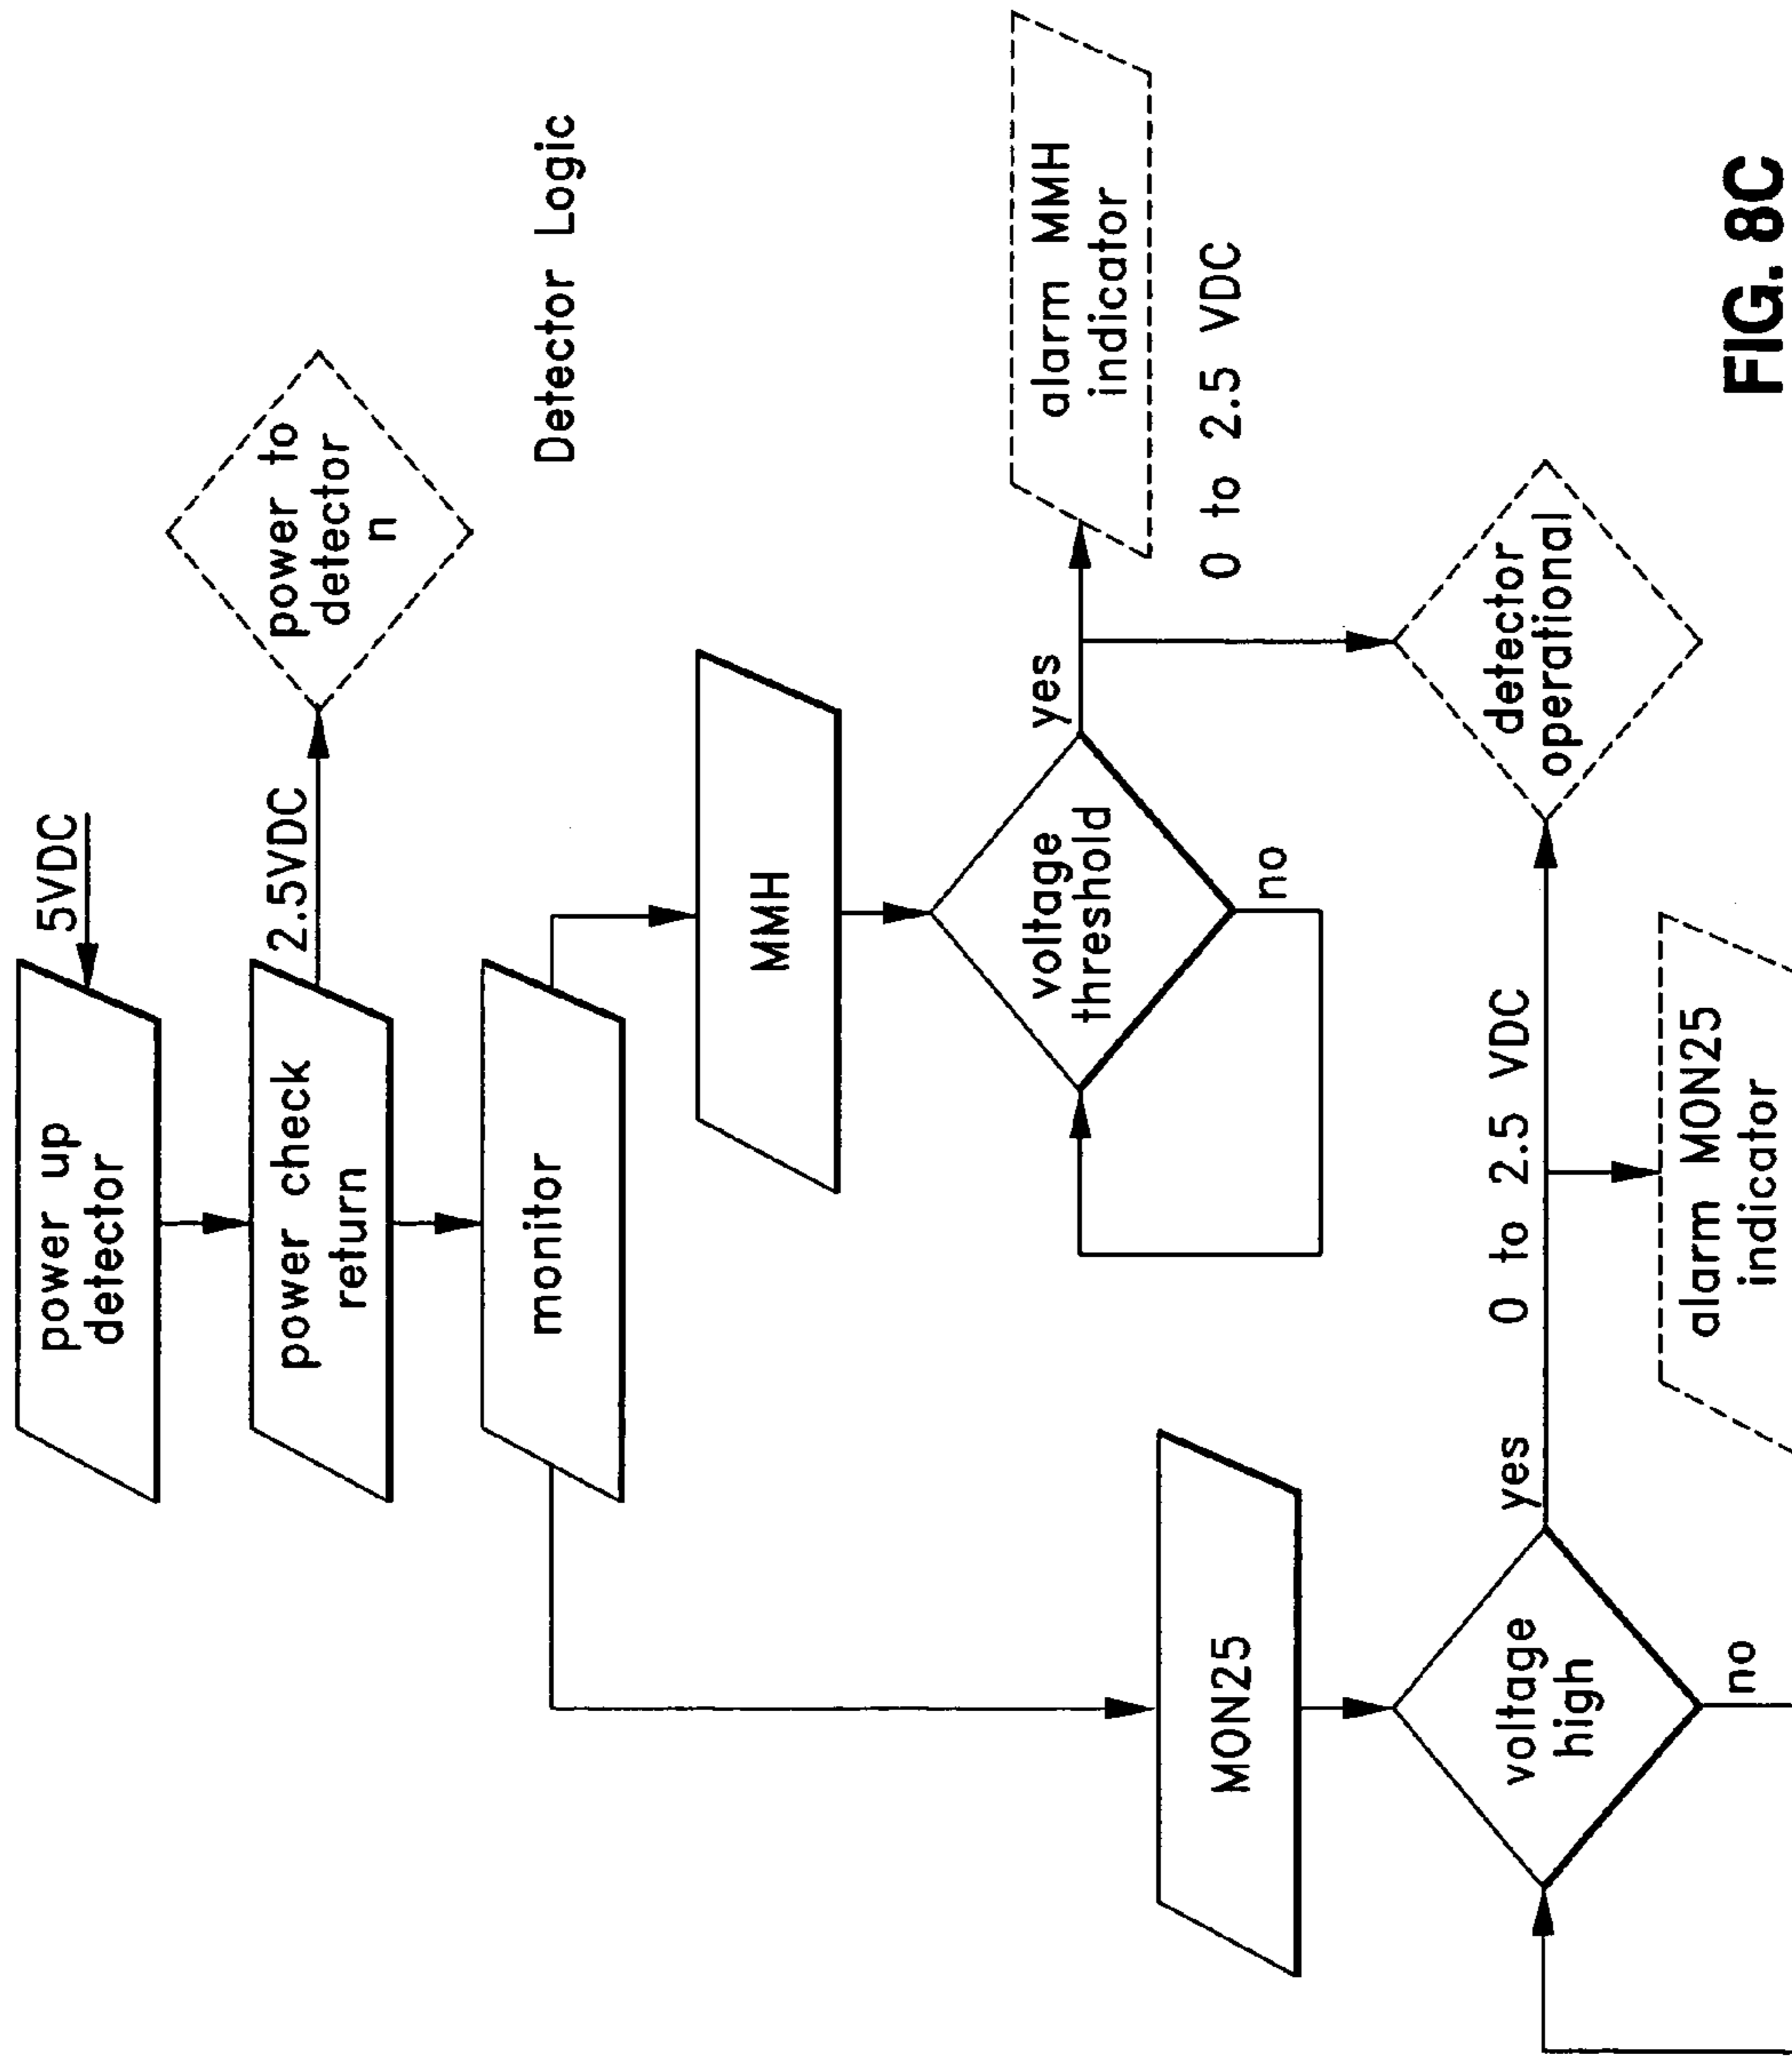 5VDC
power up
detector
2.5VDC
power check
return
power to
detector
n
monitor
Detector Logic
MMH
voltage
threshold
yes
no
alarm MMH
indicator
0 to 2.5 VDC
MON25
voltage
high
yes
0 to 2.5 VDC
no
detector
operational
alarm MON25
indicator
FIG. 8C